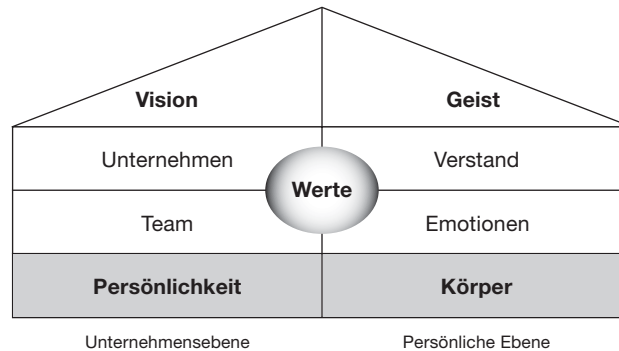 Vision Geist
Unternehmen Verstand
Werte
Team Emotionen
Persönlichkeit Körper
Unternehmensebene Persönliche Ebene